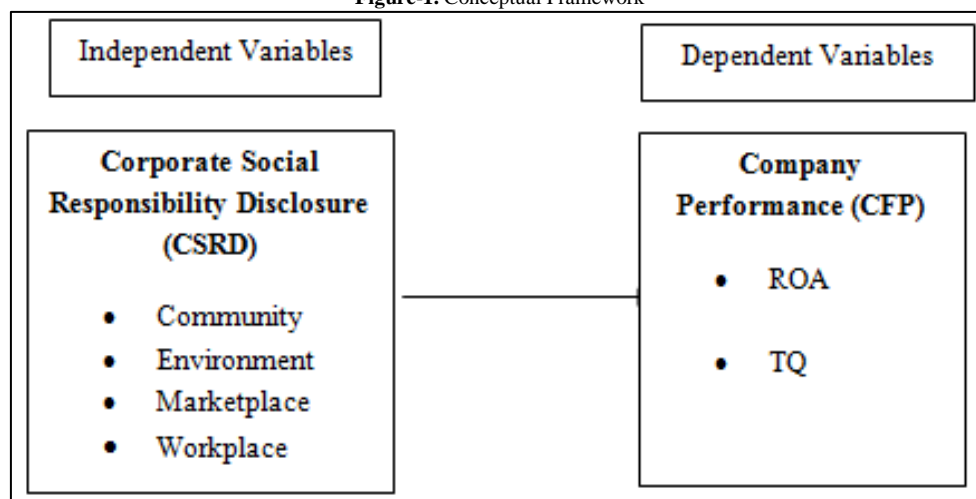 Figure-1. Conceptual Framework
Independent Variables
Dependent Variables
Corporate Social
Responsibility Disclosure
(CSRD)
• Community
• Environment
• Marketplace
• Workplace
Company
Performance (CFP)
• ROA
• TQ